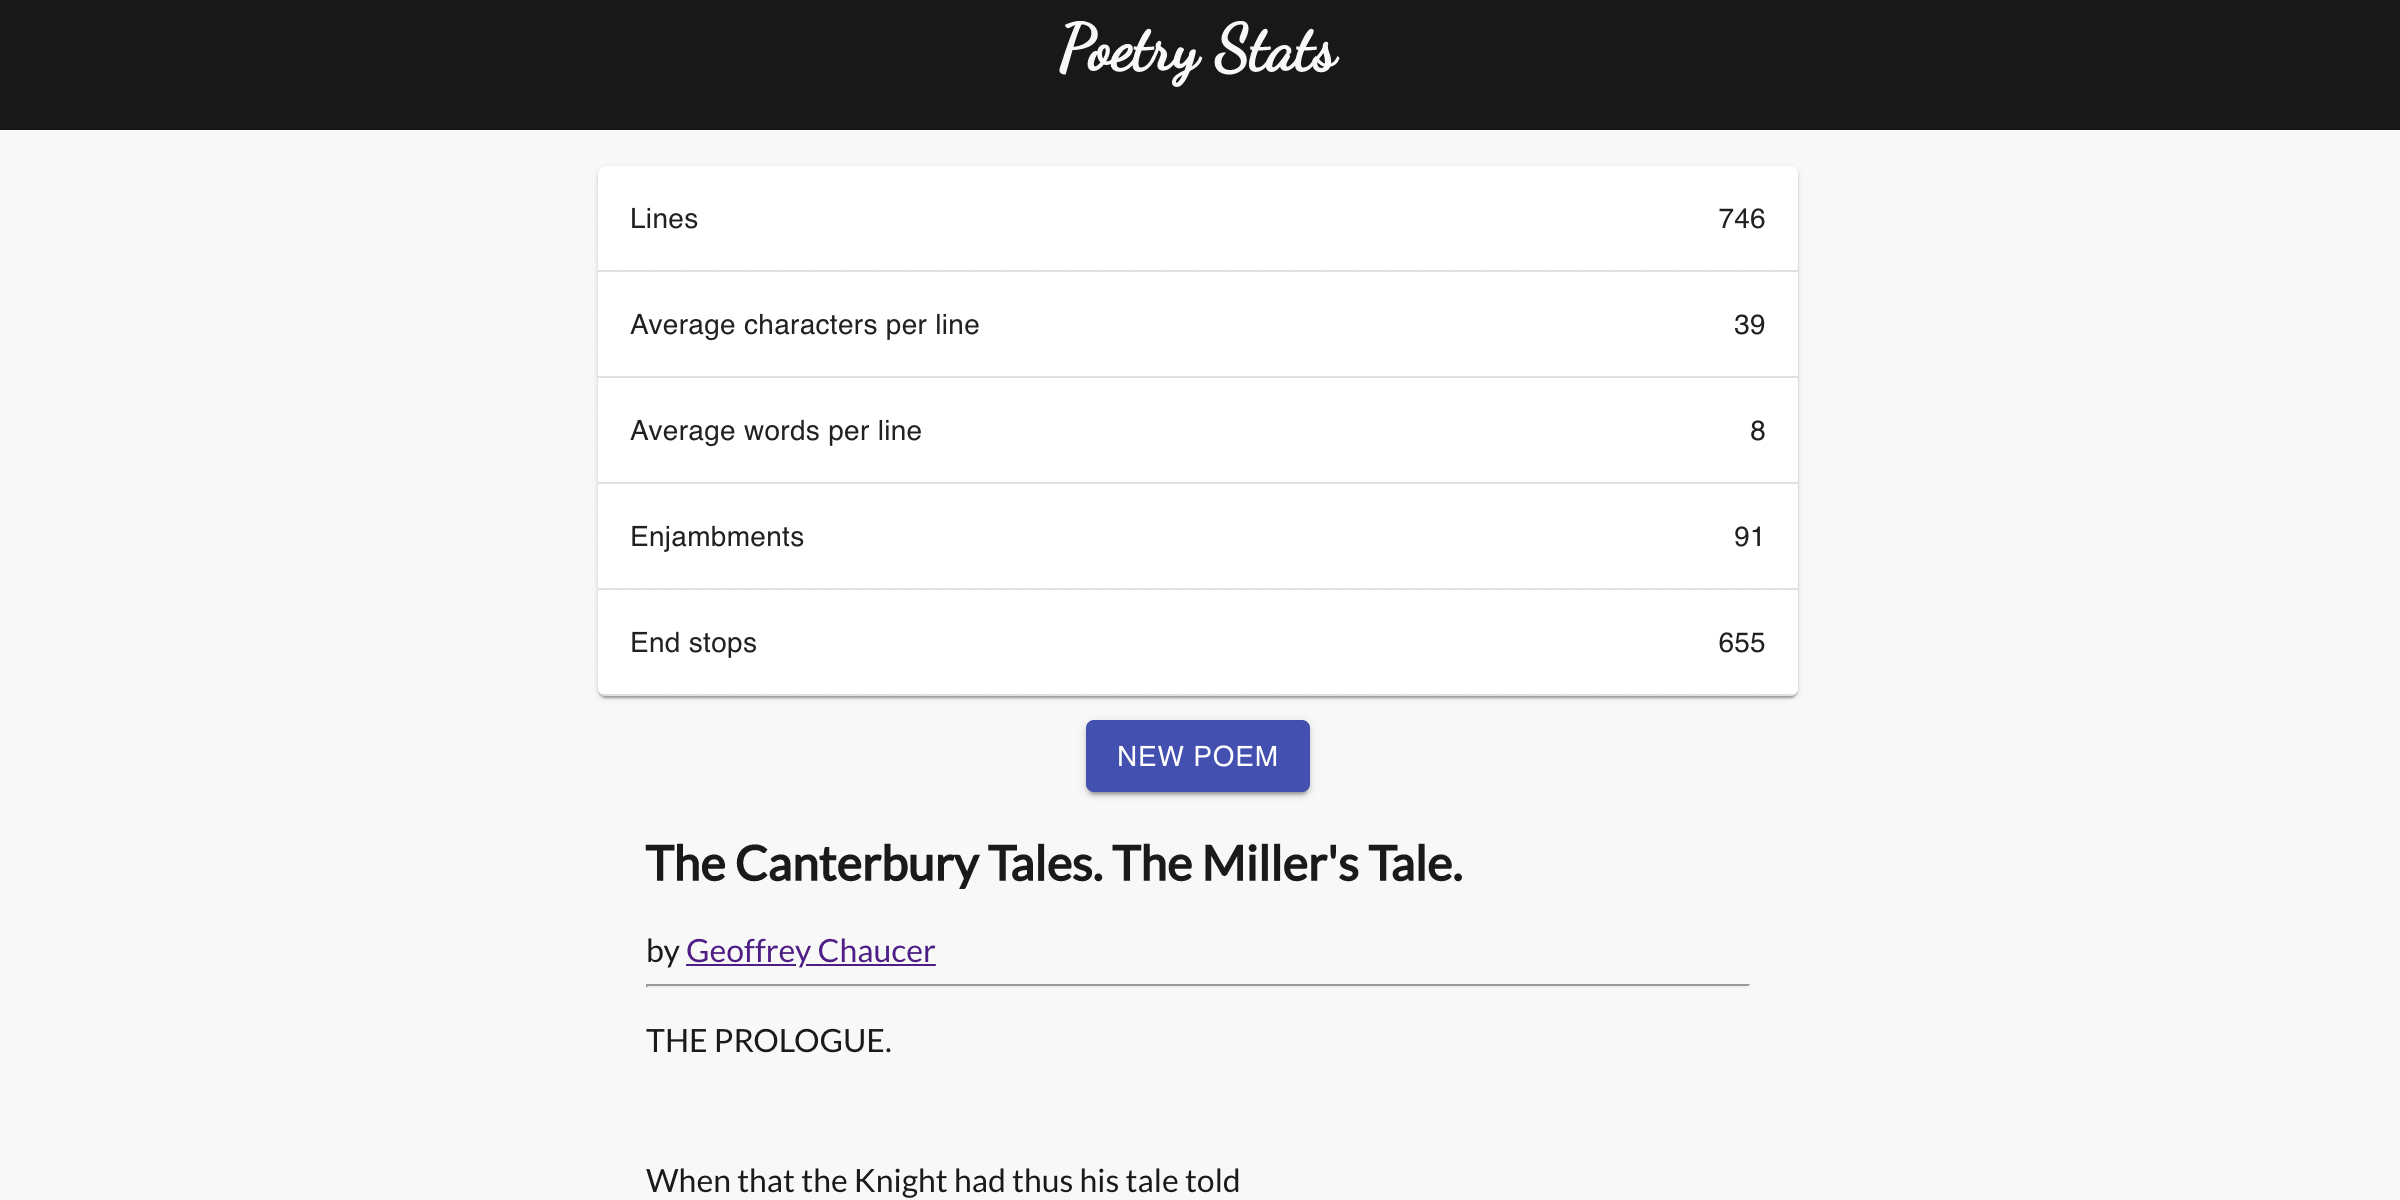 Poetry Stats
Lines 746
Average characters per line 39
Average words per line 8
Enjambments 91
End stops 655
NEW POEM
The Canterbury Tales. The Miller's Tale.
by Geoffrey Chaucer
THE PROLOGUE.
When that the Knight had thus his tale told